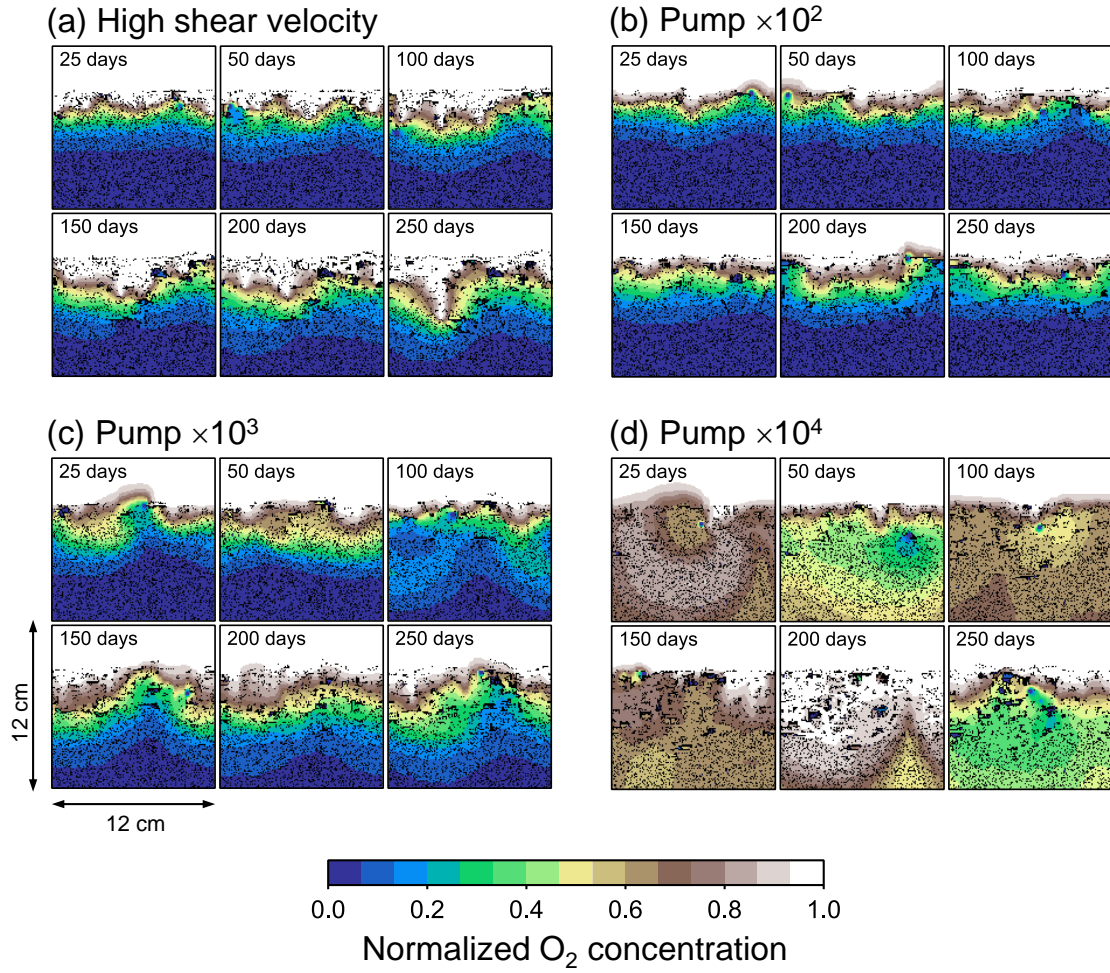 (a) High shear velocity
25 days
50 days
100 days
150 days
200 days
250 days
(b) Pump ×10²
25 days
50 days
100 days
150 days
200 days
250 days
(c) Pump ×10³
25 days
50 days
100 days
150 days
200 days
250 days
12 cm
12 cm
(d) Pump ×10⁴
25 days
50 days
100 days
150 days
200 days
250 days
0.0 0.2 0.4 0.6 0.8 1.0
Normalized O₂ concentration